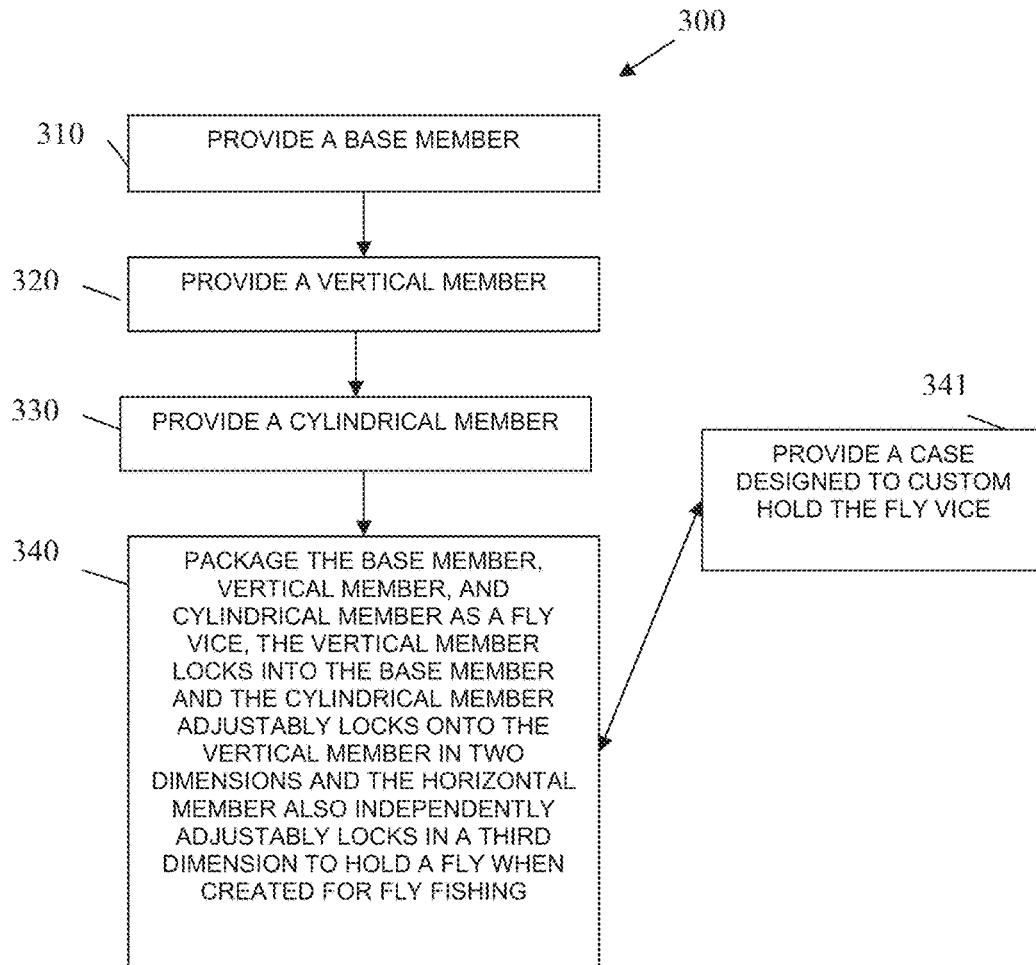 300
310
PROVIDE A BASE MEMBER
320
PROVIDE A VERTICAL MEMBER
330
PROVIDE A CYLINDRICAL MEMBER
341
PROVIDE A CASE
DESIGNED TO CUSTOM
HOLD THE FLY VICE
340
PACKAGE THE BASE MEMBER,
VERTICAL MEMBER, AND
CYLINDRICAL MEMBER AS A FLY
VICE, THE VERTICAL MEMBER
LOCKS INTO THE BASE MEMBER
AND THE CYLINDRICAL MEMBER
ADJUSTABLY LOCKS ONTO THE
VERTICAL MEMBER IN TWO
DIMENSIONS AND THE HORIZONTAL
MEMBER ALSO INDEPENDENTLY
ADJUSTABLY LOCKS IN A THIRD
DIMENSION TO HOLD A FLY WHEN
CREATED FOR FLY FISHING